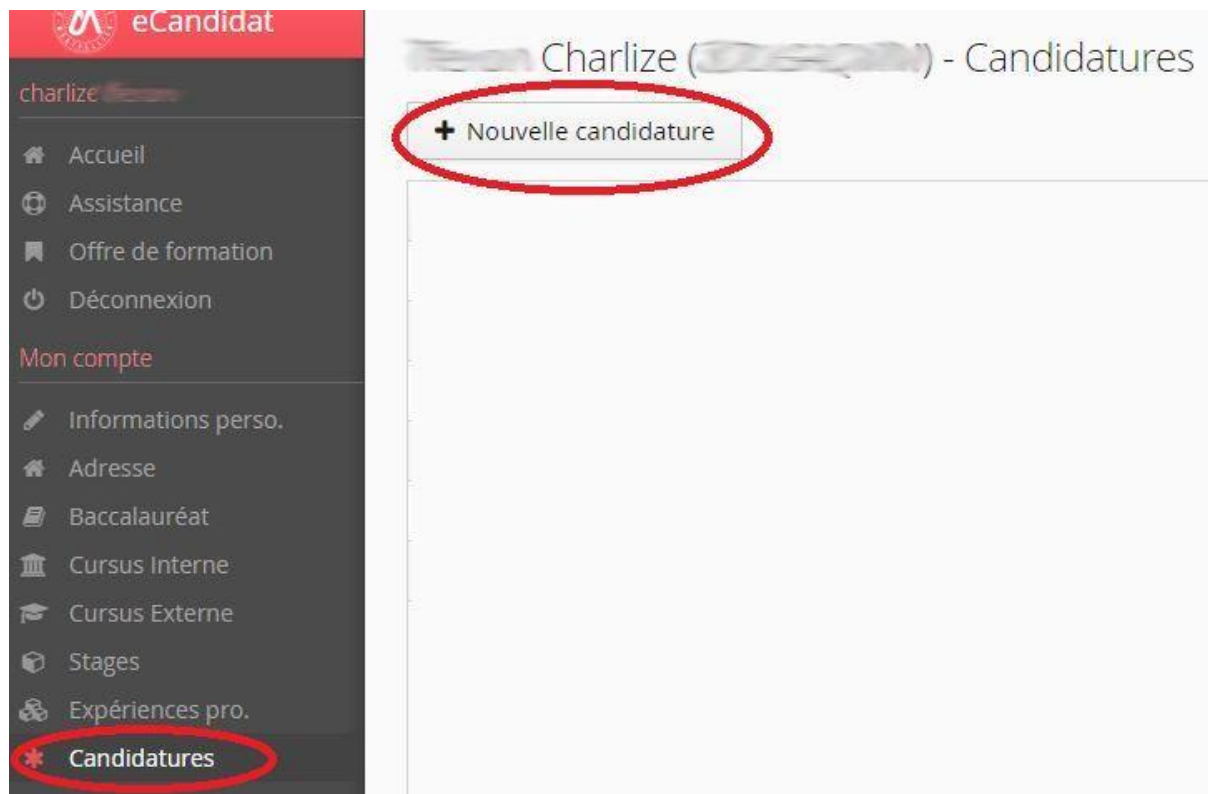 eCandidat
charlize
Accueil
Assistance
Offre de formation
Déconnexion
Mon compte
Informations perso.
Adresse
Baccalauréat
Cursus Interne
Cursus Externe
Stages
Expériences pro.
Candidatures
Charlize ( ) - Candidatures
+ Nouvelle candidature